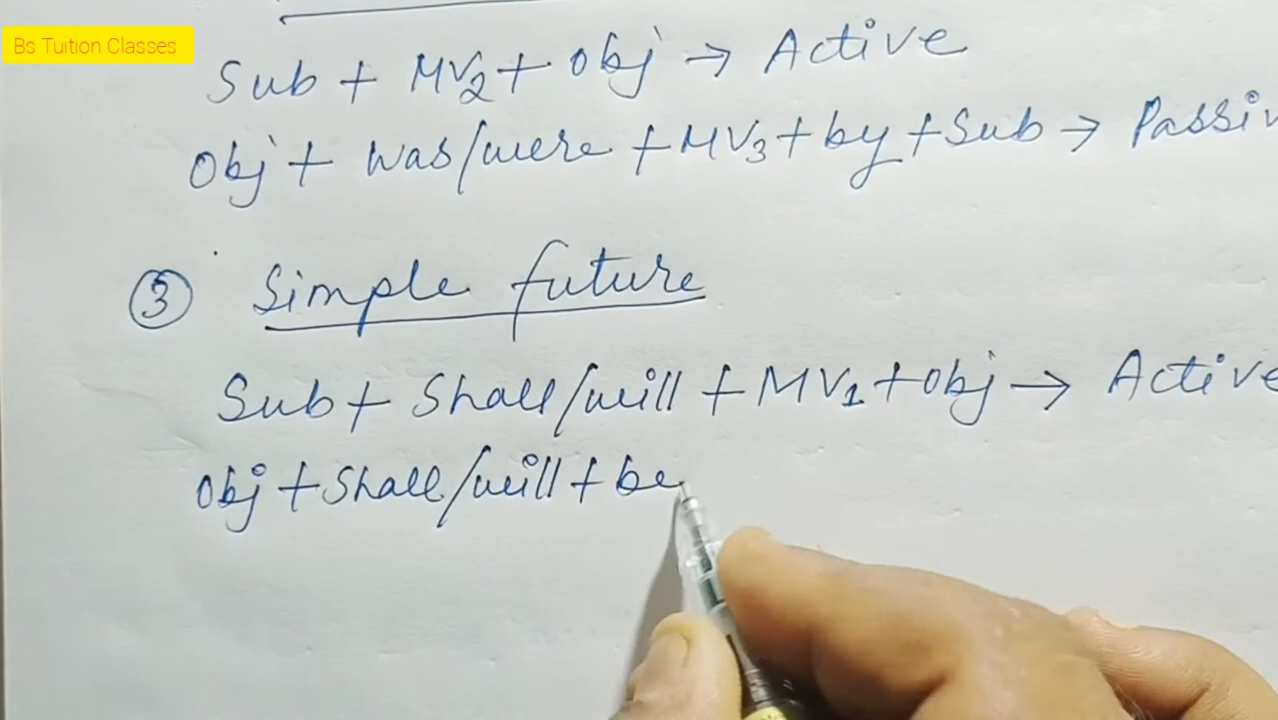 Bs Tuition Classes
Sub + MV2 + Obj → Active
Obj + was/were + MV3 + by + Sub → Passiv
3 Simple future
Sub + Shall/will + MV1 + Obj → Active
Obj + Shall/will + be